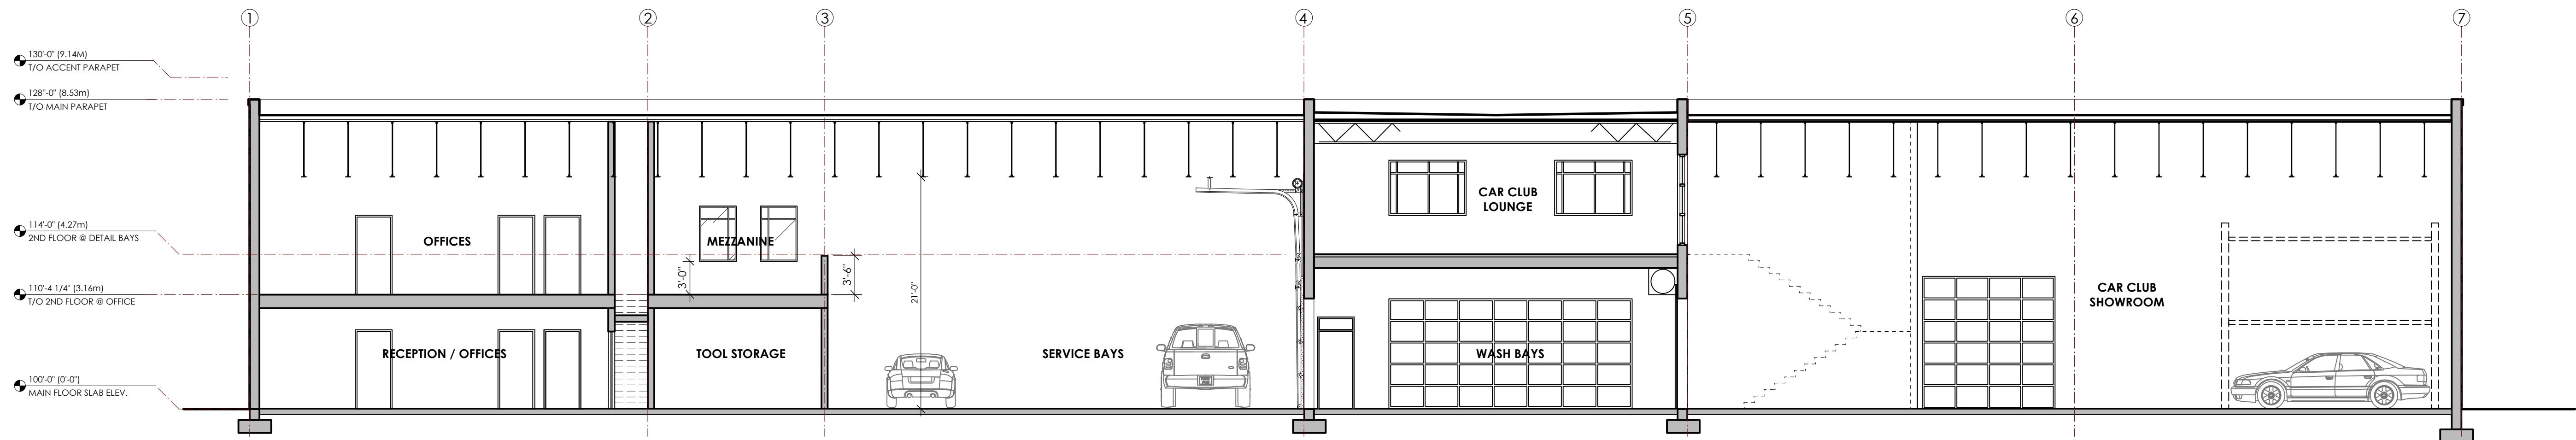 1
2
3
4
5
6
7
130'-0" (9.14M)
T/O ACCENT PARAPET
128"-0" (8.53m)
T/O MAIN PARAPET
114'-0" (4.27m)
2ND FLOOR @ DETAIL BAYS
110'-4 1/4" (3.16m)
T/O 2ND FLOOR @ OFFICE
100'-0" (0'-0")
MAIN FLOOR SLAB ELEV.
OFFICES
MEZZANINE
3'-0"
3'-6"
21'-0"
CAR CLUB
LOUNGE
CAR CLUB
SHOWROOM
RECEPTION / OFFICES
TOOL STORAGE
SERVICE BAYS
WASH BAYS